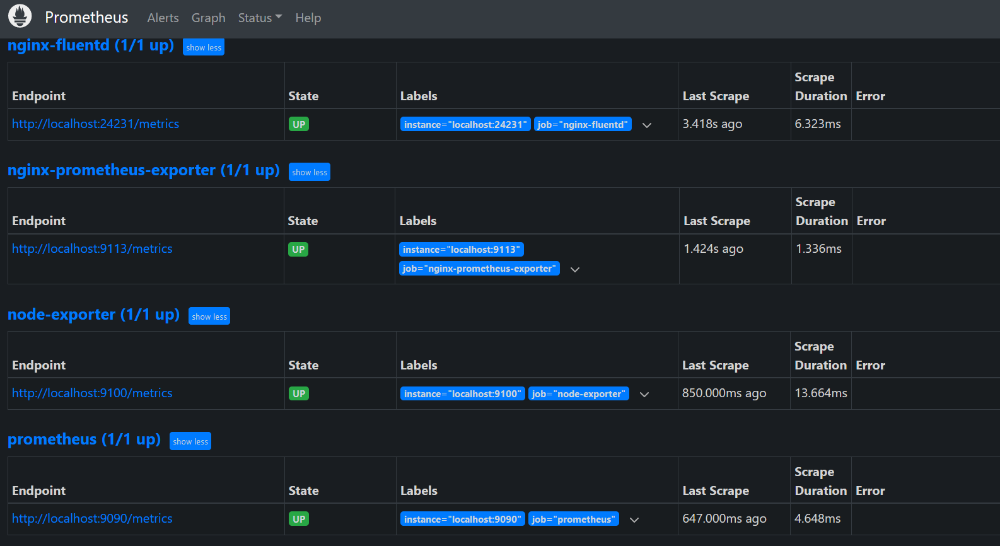 Prometheus Alerts Graph Status Help
nginx-fluentd (1/1 up) show less
Endpoint State Labels Last Scrape Scrape Duration Error
http://localhost:24231/metrics UP instance="localhost:24231" job="nginx-fluentd" 3.418s ago 6.323ms
nginx-prometheus-exporter (1/1 up) show less
Endpoint State Labels Last Scrape Scrape Duration Error
http://localhost:9113/metrics UP instance="localhost:9113" 1.424s ago 1.336ms
job="nginx-prometheus-exporter"
node-exporter (1/1 up) show less
Endpoint State Labels Last Scrape Scrape Duration Error
http://localhost:9100/metrics UP instance="localhost:9100" job="node-exporter" 850.000ms ago 13.664ms
prometheus (1/1 up) show less
Endpoint State Labels Last Scrape Scrape Duration Error
http://localhost:9090/metrics UP instance="localhost:9090" job="prometheus" 647.000ms ago 4.648ms